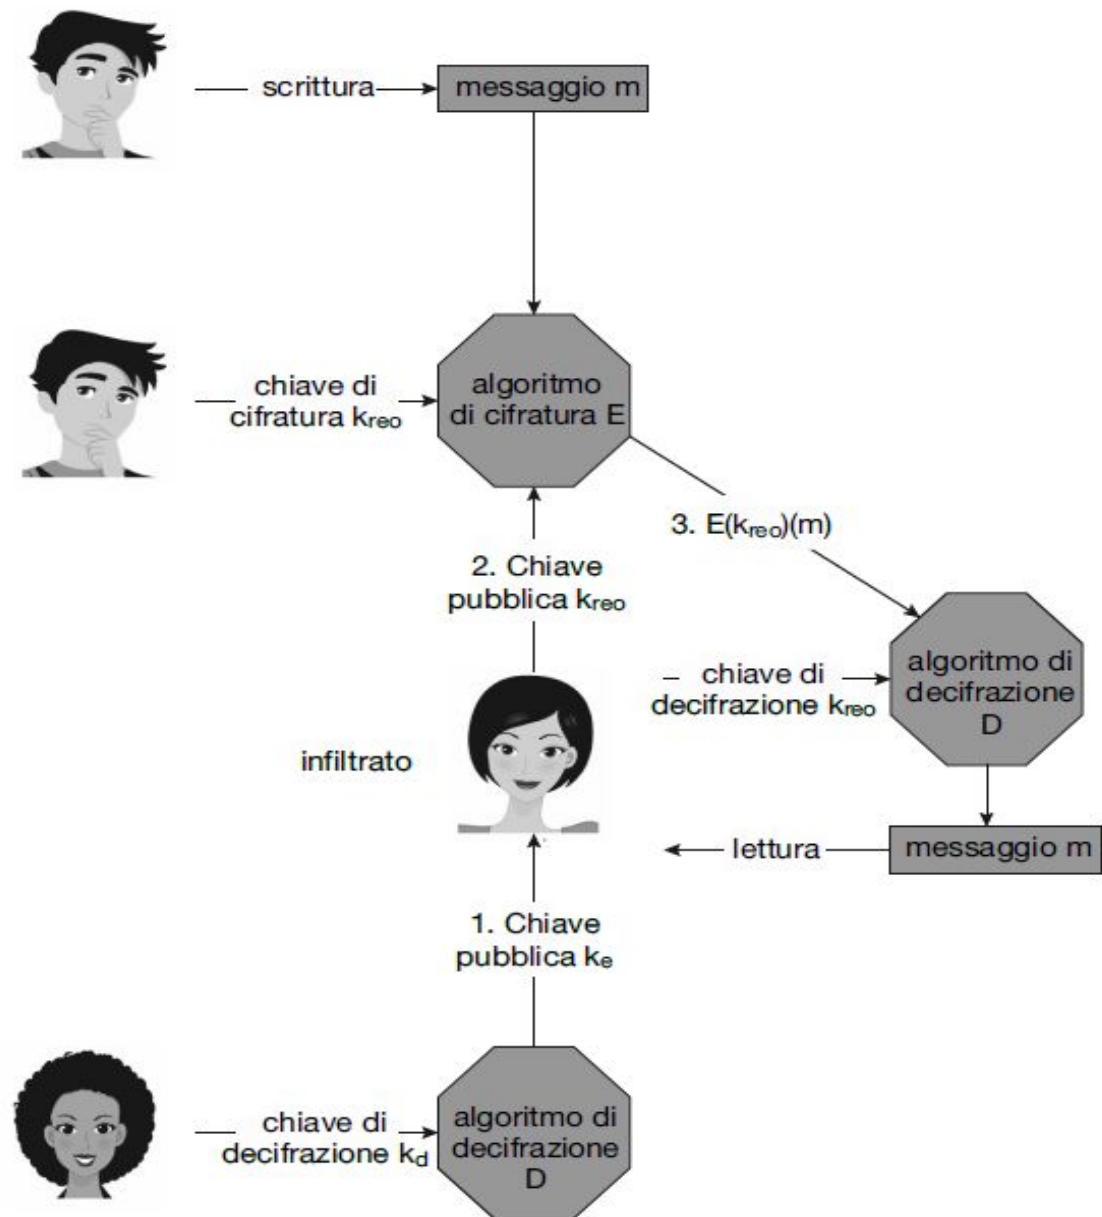 scrittura
messaggio m
chiave di
cifratura kreo
algoritmo
di cifratura E
3. E(kreo)(m)
2. Chiave
pubblica kreo
chiave di
decifrazione kreo
algoritmo di
decifrazione
D
infiltrato
lettura
messaggio m
1. Chiave
pubblica ke
chiave di
decifrazione kd
algoritmo di
decifrazione
D